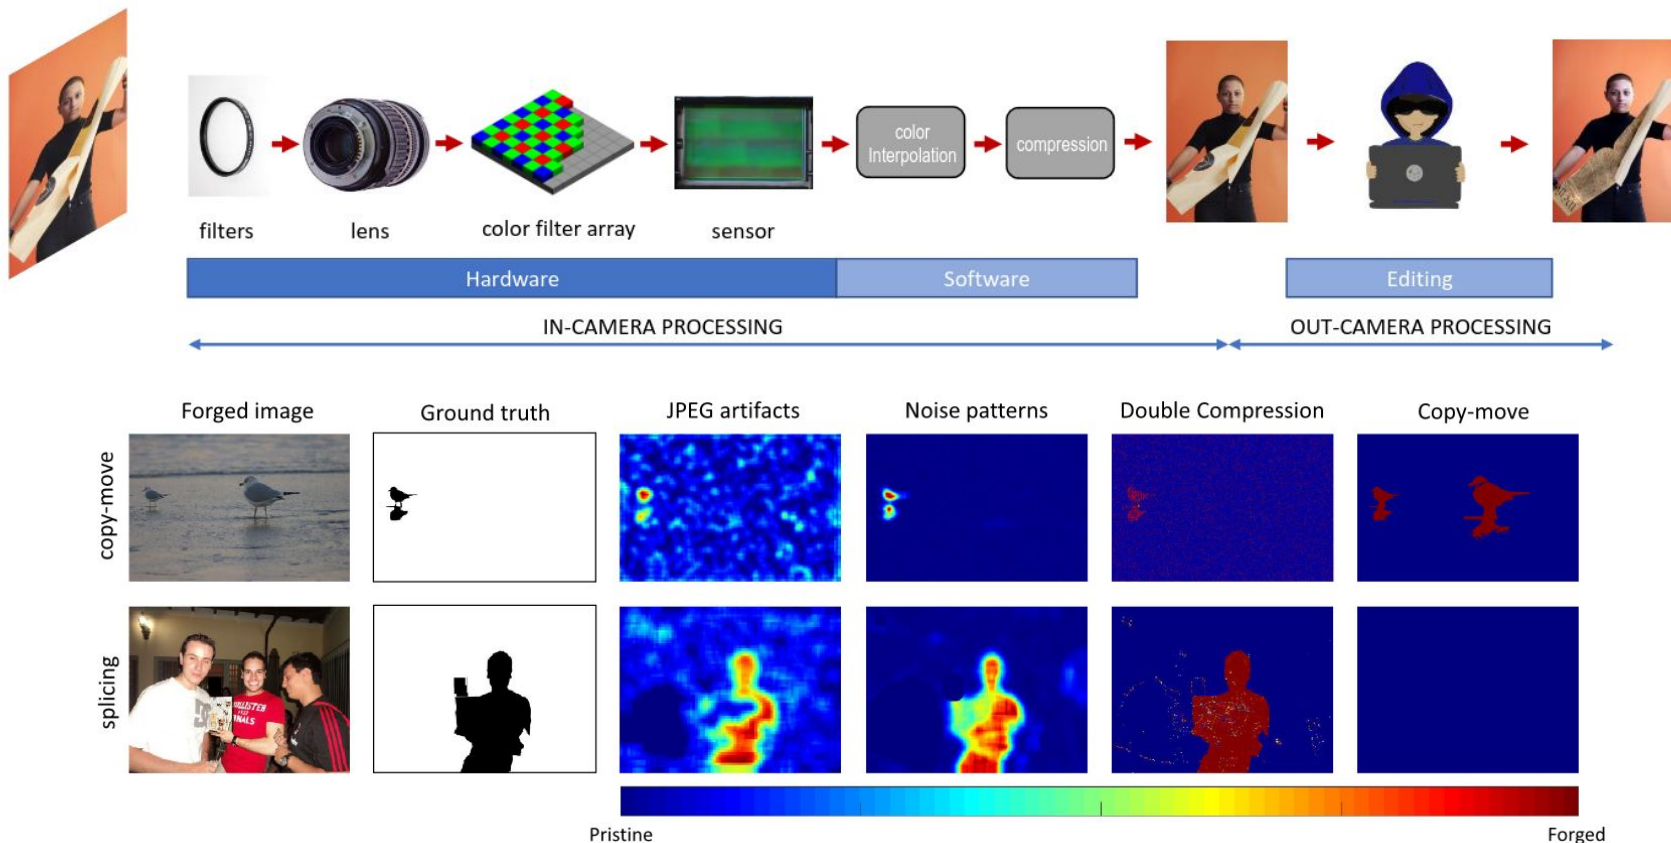 color
Interpolation
compression
filters
lens
color filter array
sensor
Hardware
Software
Editing
IN-CAMERA PROCESSING
OUT-CAMERA PROCESSING
Forged image
Ground truth
JPEG artifacts
Noise patterns
Double Compression
Copy-move
copy-move
splicing
Pristine
Forged